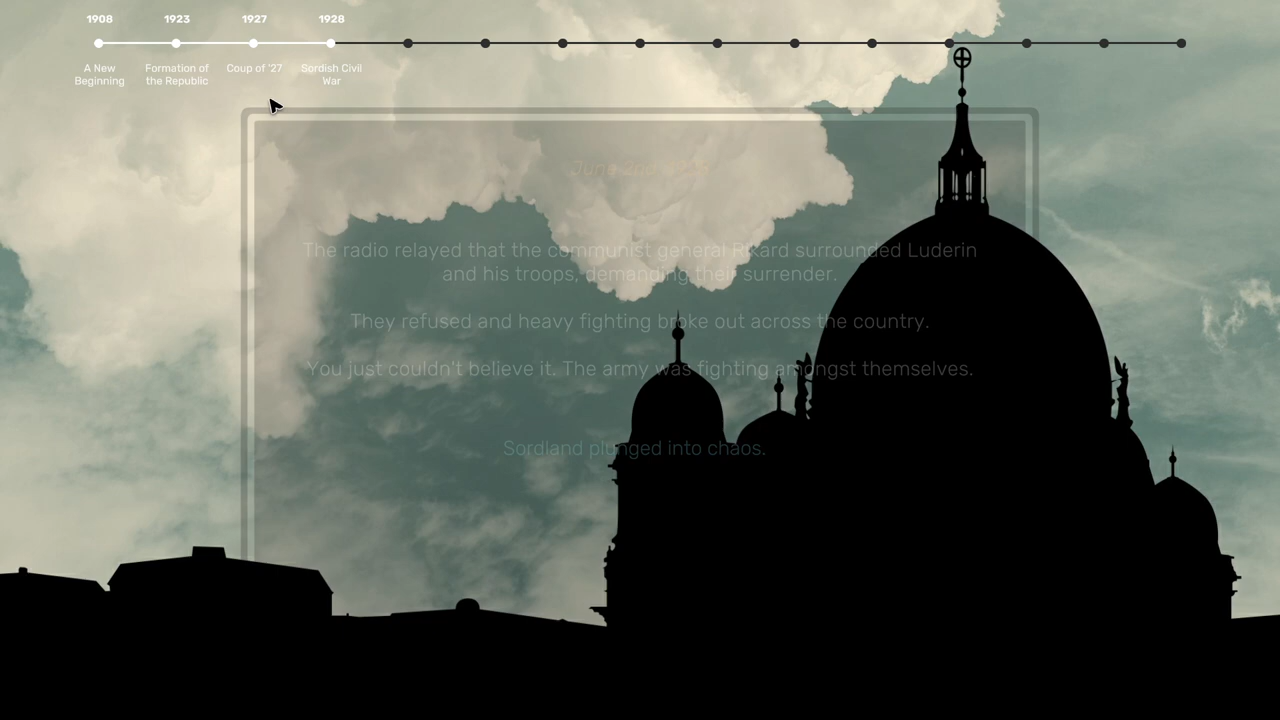 1908
1923
1927
1928
A New
Beginning
Formation of
the Republic
Coup of '27
Sordish Civil
War
June 2nd
The radio relayed that the communist general Rikard surrounded Luderin
and his troops, demanding their surrender.
They refused and heavy fighting broke out across the country.
You just couldn't believe it. The army was fighting amongst themselves.
Sordland plunged into chaos.